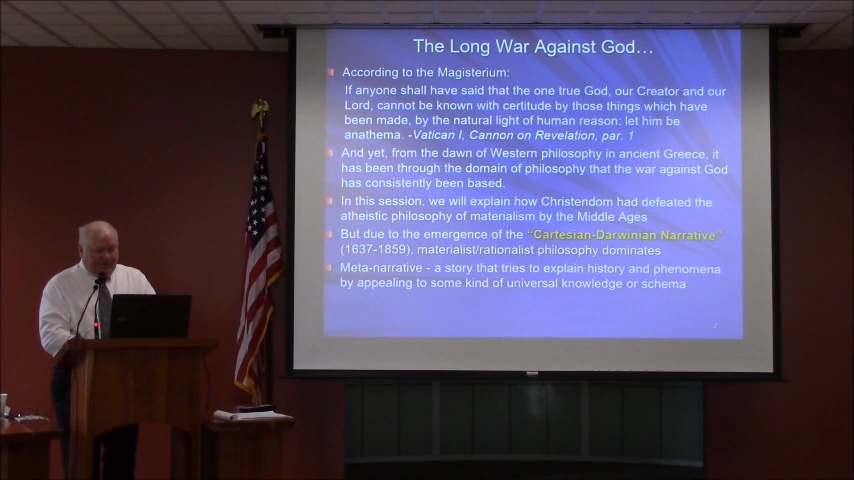 The Long War Against God…
According to the Magisterium:
If anyone shall have said that the one true God, our Creator and our
Lord, cannot be known with certitude by those things which have
been made, by the natural light of human reason: let him be
anathema. -Vatican I, Cannon on Revelation, par. 1
And yet, from the dawn of Western philosophy in ancient Greece, it
has been through the domain of philosophy that the war against God
has consistently been based.
In this session, we will explain how Christendom had defeated the
atheistic philosophy of materialism by the Middle Ages
But due to the emergence of the "Cartesian-Darwinian Narrative"
(1637-1859), materialist/rationalist philosophy dominates
Meta-narrative - a story that tries to explain history and phenomena
by appealing to some kind of universal knowledge or schema